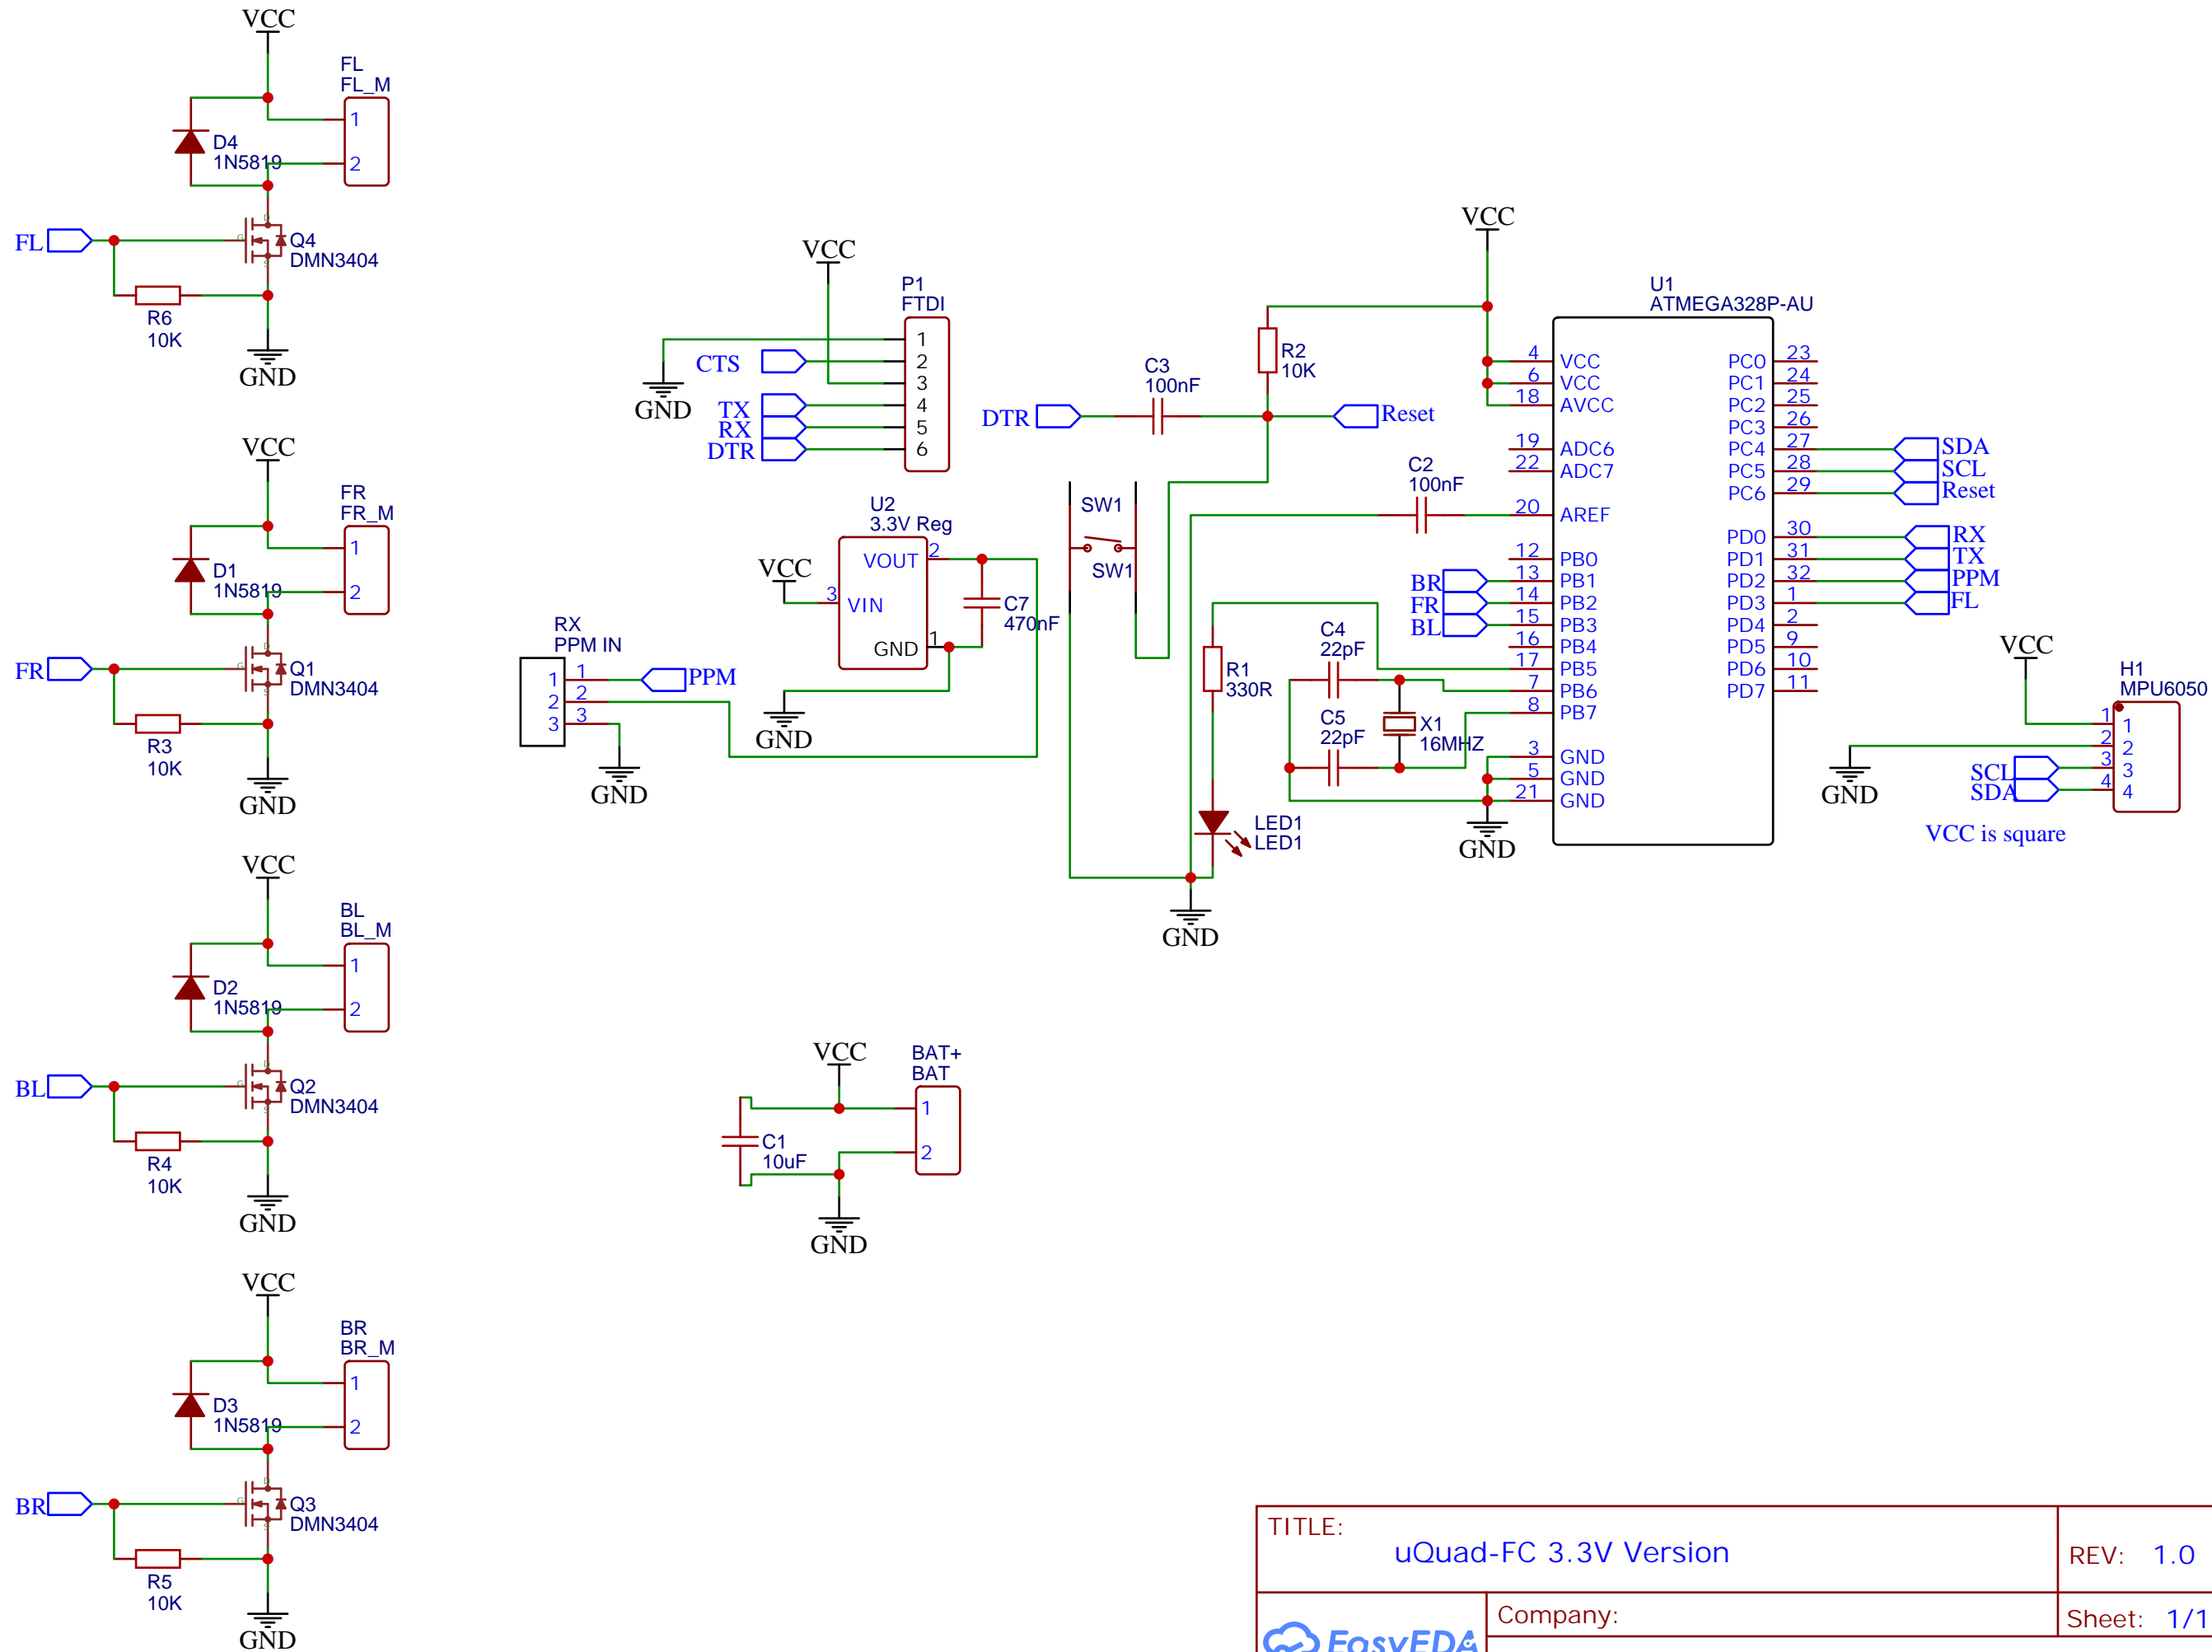 VCC
FL
FL_M
1
2
D4
1N5819
D
G
S
FL
Q4
DMN3404
R6
10K
GND
VCC
FR
FR_M
1
2
D1
1N5819
D
G
S
FR
Q1
DMN3404
R3
10K
GND
VCC
BL
BL_M
1
2
D2
1N5819
D
G
S
BL
Q2
DMN3404
R4
10K
GND
VCC
BR
BR_M
1
2
D3
1N5819
D
G
S
BR
Q3
DMN3404
R5
10K
GND
VCC
P1
FTDI
1
CTS 2
3
TX 4
RX 5
DTR 6
GND
U2
3.3V Reg
VCC
VOUT 2
3 VIN
GND 1
C7
470nF
GND
RX
PPM IN
1 1 PPM
2 2
3 3
GND
VCC
BAT+
BAT
1
2
C1
10uF
GND
DTR
C3
100nF
R2
10K
Reset
SW1
SW1
C2
100nF
R1
330R
C4
22pF
C5
22pF
X1
16MHZ
LED1
LED1
GND
VCC
U1
ATMEGA328P-AU
4 VCC
6 VCC
18 AVCC
19 ADC6
22 ADC7
20 AREF
12 PB0
BR 13 PB1
FR 14 PB2
BL 15 PB3
16 PB4
17 PB5
7 PB6
8 PB7
3 GND
5 GND
21 GND
GND
PC0 23
PC1 24
PC2 25
PC3 26
PC4 27 SDA
PC5 28 SCL
PC6 29 Reset
PD0 30 RX
PD1 31 TX
PD2 32 PPM
PD3 1 FL
PD4 2
PD5 9
PD6 10
PD7 11
VCC
H1
MPU6050
1 1
2 2
SCL 3 3
SDA 4 4
GND
VCC is square
TITLE:
uQuad-FC 3.3V Version
REV: 1.0
Company:
Sheet: 1/1
EasyEDA